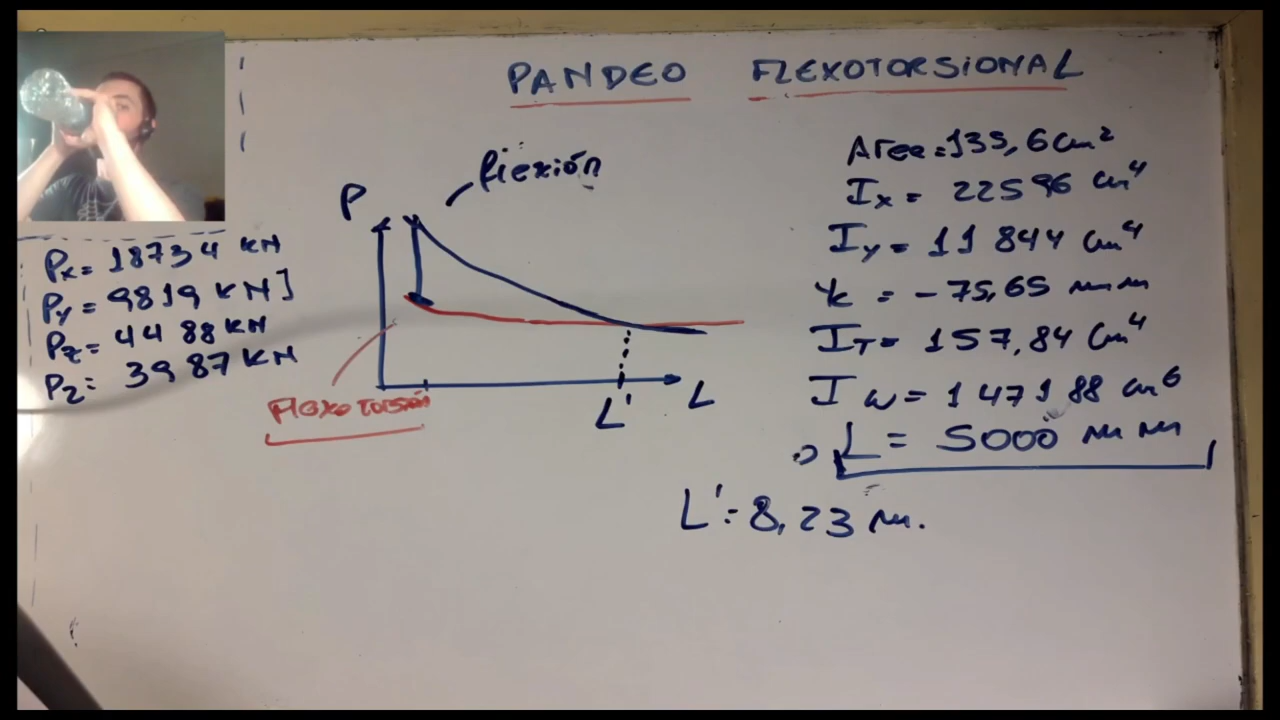 PANDEO FLEXOTORSIONAL
Px= 18734 KN
Py= 9819 KN]
Pz= 4488 KN
Pz: 3987 KN
flexión
P
L' L
FLEXOTORSIÓN
Area=135,6 cm²
Ix= 22596 cm⁴
Iy= 11844 cm⁴
Yc = -75,65 mm
IT= 157,84 cm⁴
Iw= 147188 cm⁶
L= 5000 mm
L': 8,23 m.